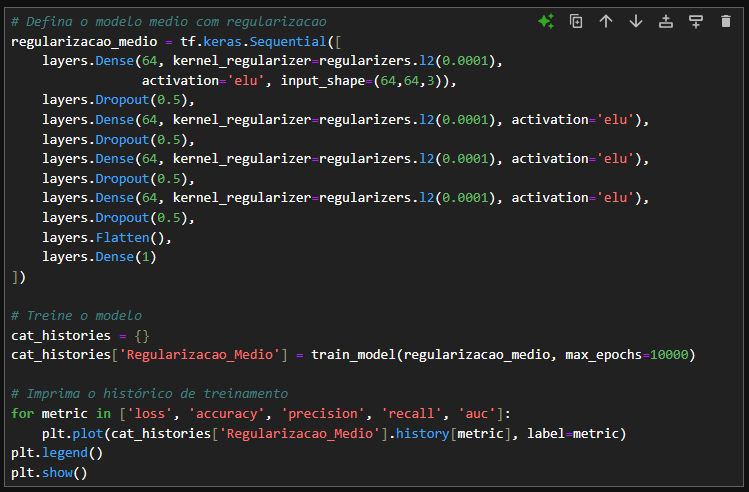 # Defina o modelo medio com regularizacao
regularizacao_medio = tf.keras.Sequential([
    layers.Dense(64, kernel_regularizer=regularizers.l2(0.0001),
                 activation='elu', input_shape=(64,64,3)),
    layers.Dropout(0.5),
    layers.Dense(64, kernel_regularizer=regularizers.l2(0.0001), activation='elu'),
    layers.Dropout(0.5),
    layers.Dense(64, kernel_regularizer=regularizers.l2(0.0001), activation='elu'),
    layers.Dropout(0.5),
    layers.Dense(64, kernel_regularizer=regularizers.l2(0.0001), activation='elu'),
    layers.Dropout(0.5),
    layers.Flatten(),
    layers.Dense(1)
])

# Treine o modelo
cat_histories = {}
cat_histories['Regularizacao_Medio'] = train_model(regularizacao_medio, max_epochs=10000)

# Imprima o histórico de treinamento
for metric in ['loss', 'accuracy', 'precision', 'recall', 'auc']:
    plt.plot(cat_histories['Regularizacao_Medio'].history[metric], label=metric)
plt.legend()
plt.show()